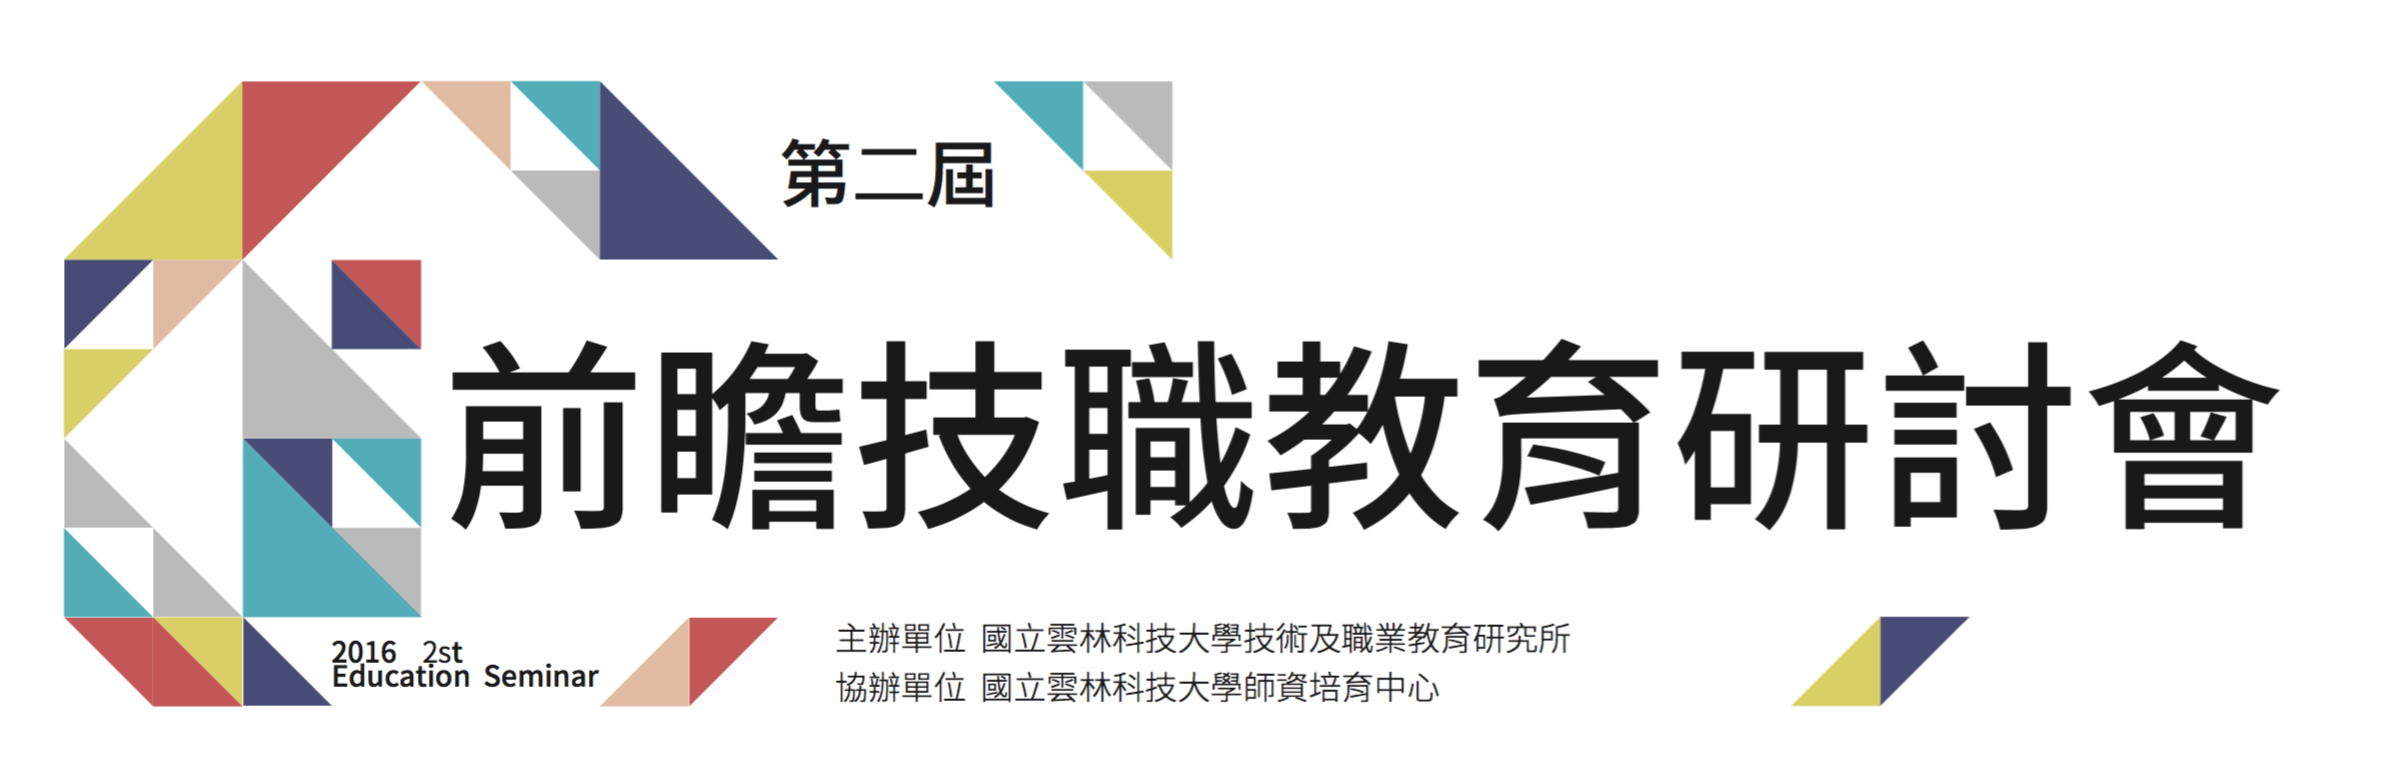 第二屆
前瞻技職教育研討會
2016 2st
Education Seminar
主辦單位 國立雲林科技大學技術及職業教育研究所
協辦單位 國立雲林科技大學師資培育中心